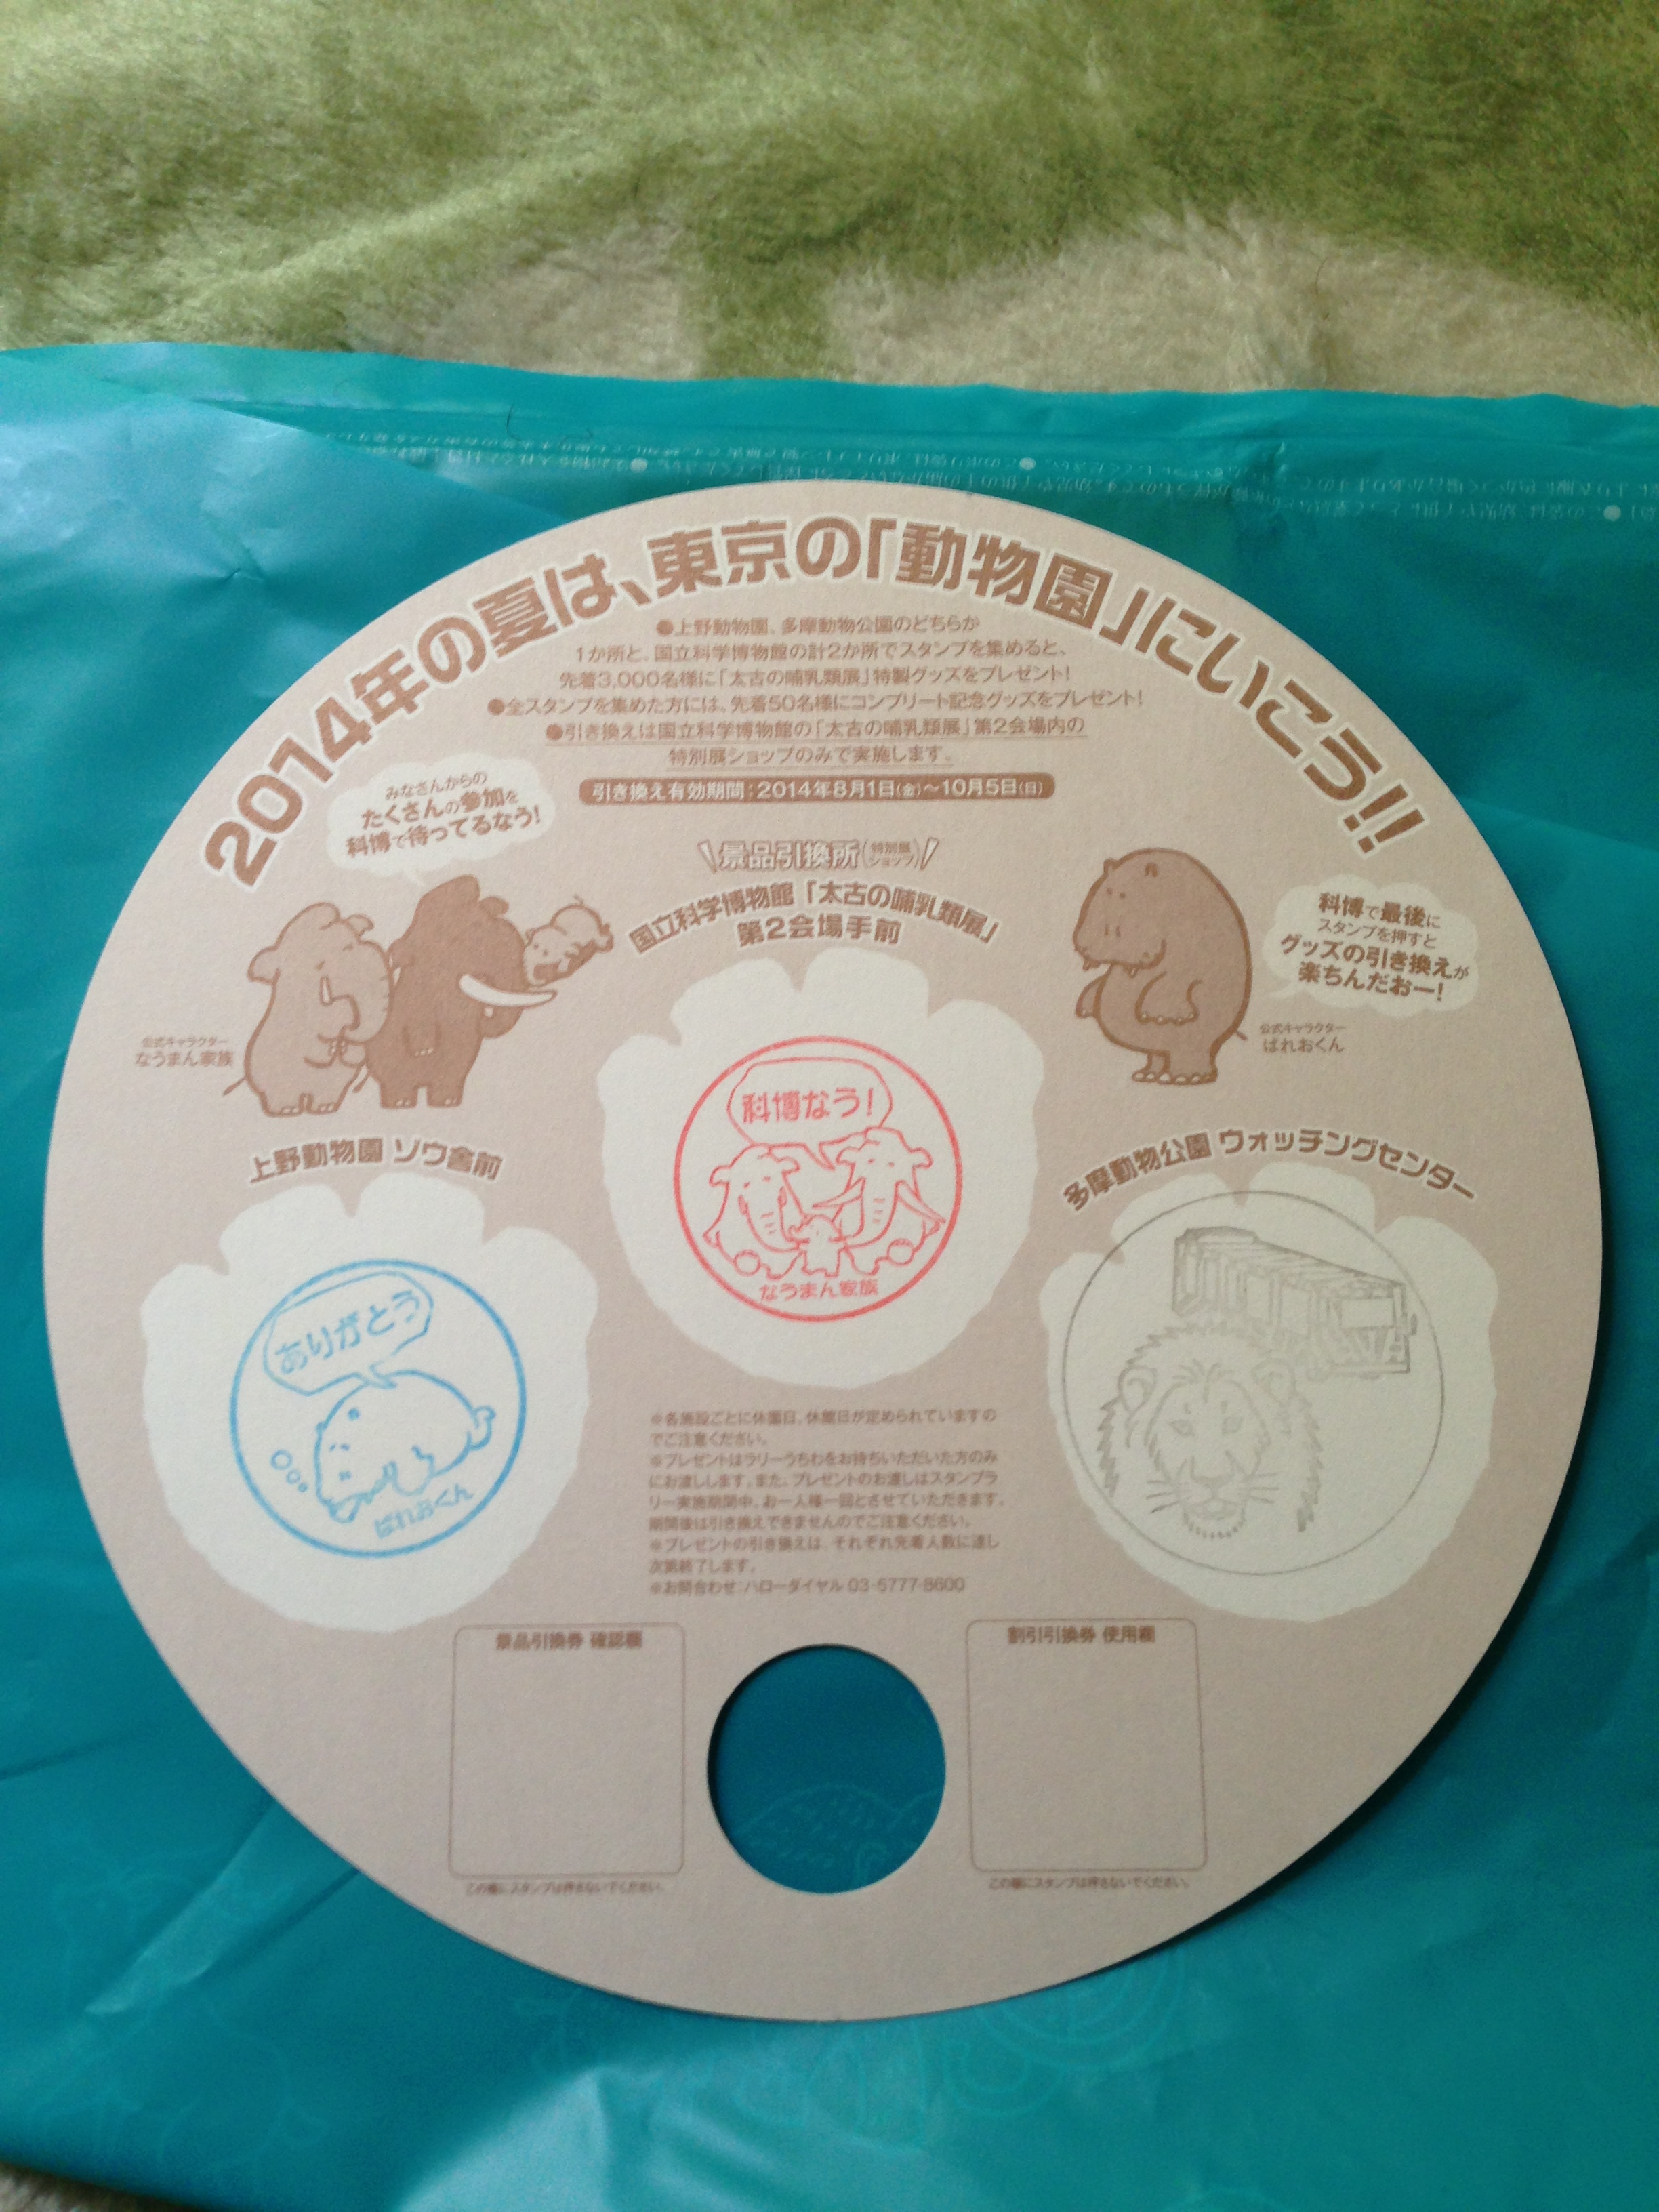 2014年の夏は、東京の「動物園」にいこう!!
●上野動物園、多摩動物公園のどちらか
1か所と、国立科学博物館の計2か所でスタンプを集めると、
先着3,000名様に「太古の哺乳類展」特製グッズをプレゼント!
●全スタンプを集めた方には、先着50名様にコンプリート記念グッズをプレゼント!
●引き換えは国立科学博物館の「太古の哺乳類展」第2会場内の
特別展ショップのみで実施します。
引き換え有効期間：2014年8月1日(金)〜10月5日(日)
みなさんからの
たくさんの参加を
科博で待ってるなう!
景品引換所(特別展ショップ)
国立科学博物館「太古の哺乳類展」
第2会場手前
科博で最後に
スタンプを押すと
グッズの引き換えが
楽ちんだおー!
公式キャラクター
なうまん家族
公式キャラクター
ぱれおくん
上野動物園 ゾウ舎前
多摩動物公園 ウォッチングセンター
科博なう!
なうまん家族
ありがとう
ぱれおくん
※各施設ごとに休園日、休館日が定められていますの
でご注意ください。
※プレゼントはラリーうちわをお持ちいただいた方のみ
にお渡しします。また、プレゼントのお渡しはスタンプラ
リー実施期間中、お一人様一回とさせていただきます。
期間後は引き換えできませんのでご注意ください。
※プレゼントの引き換えは、それぞれ先着人数に達し
次第終了します。
※お問合わせ：ハローダイヤル 03-5777-8600
景品引換券 確認欄
割引引換券 使用欄
この欄にスタンプは押さないでください。
この欄にスタンプは押さないでください。